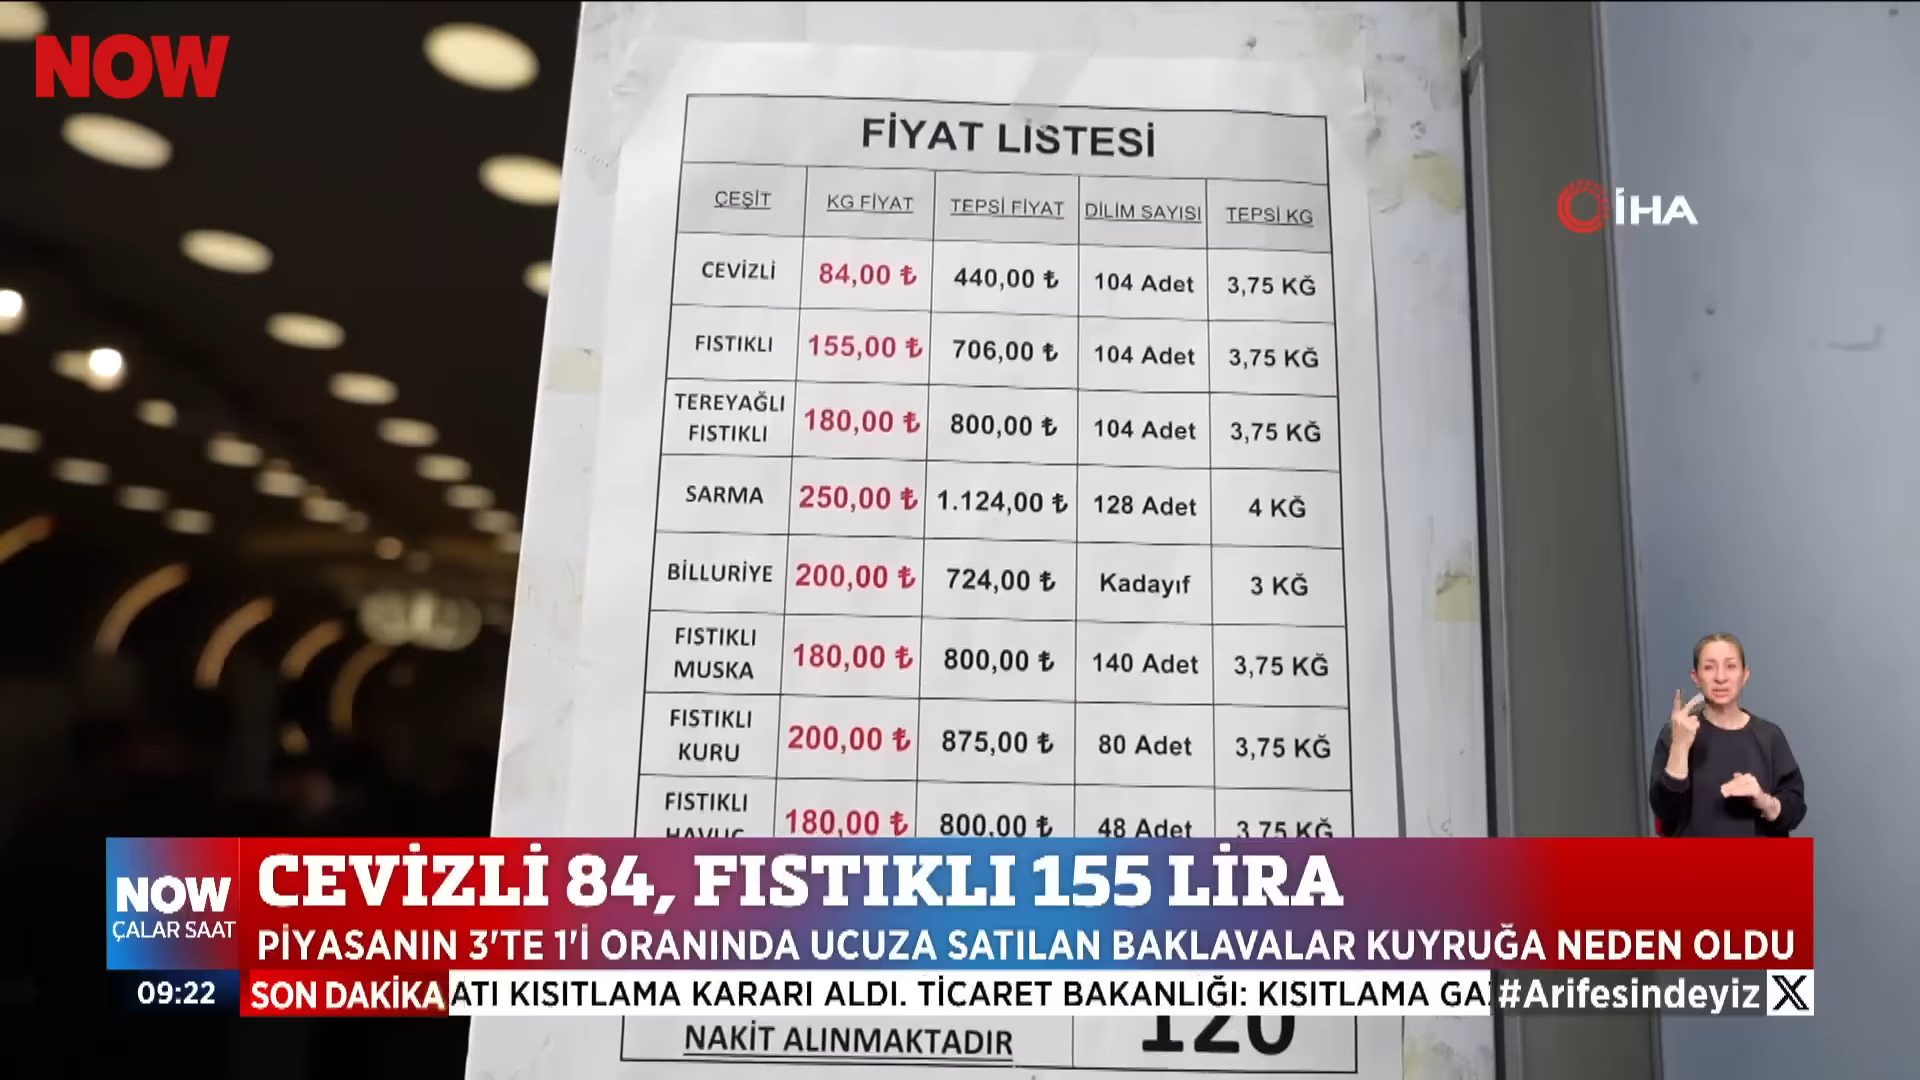 NOW
FİYAT LİSTESİ
ÇEŞİT KG FİYAT TEPSİ FİYAT DİLİM SAYISI TEPSİ KG
İHA
CEVİZLİ 84,00 ₺ 440,00 ₺ 104 Adet 3,75 KĞ
FISTIKLI 155,00 ₺ 706,00 ₺ 104 Adet 3,75 KĞ
TEREYAĞLI
FISTIKLI 180,00 ₺ 800,00 ₺ 104 Adet 3,75 KĞ
SARMA 250,00 ₺ 1.124,00 ₺ 128 Adet 4 KĞ
BİLLURİYE 200,00 ₺ 724,00 ₺ Kadayıf 3 KĞ
FISTIKLI
MUSKA 180,00 ₺ 800,00 ₺ 140 Adet 3,75 KĞ
FISTIKLI
KURU 200,00 ₺ 875,00 ₺ 80 Adet 3,75 KĞ
FISTIKLI
180,00 ₺ 800,00 ₺ 48 Adet 3,75 KĞ
NOW
ÇALAR SAAT
CEVİZLİ 84, FISTIKLI 155 LİRA
PİYASANIN 3'TE 1'İ ORANINDA UCUZA SATILAN BAKLAVALAR KUYRUĞA NEDEN OLDU
09:22 SON DAKİKA ATI KISITLAMA KARARI ALDI. TİCARET BAKANLIĞI: KISITLAMA GA #Arifesindeyiz X
NAKİT ALINMAKTADIR 120